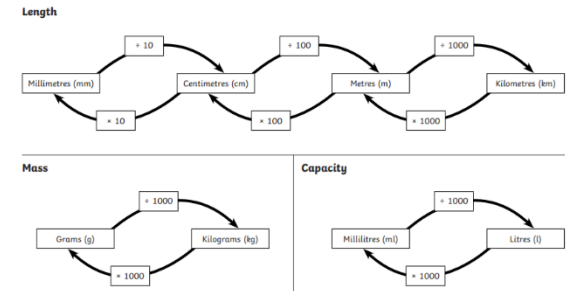 Length
÷ 10
÷ 100
÷ 1000
Millimetres (mm)
Centimetres (cm)
Metres (m)
Kilometres (km)
× 10
× 100
× 1000
Mass
÷ 1000
Grams (g)
Kilograms (kg)
× 1000
Capacity
÷ 1000
Millilitres (ml)
Litres (l)
× 1000